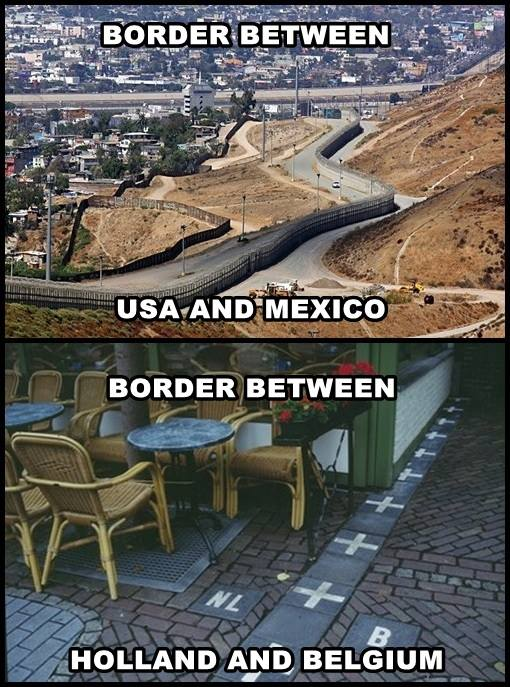 BORDER BETWEEN
USA AND MEXICO
BORDER BETWEEN
NL
B
HOLLAND AND BELGIUM